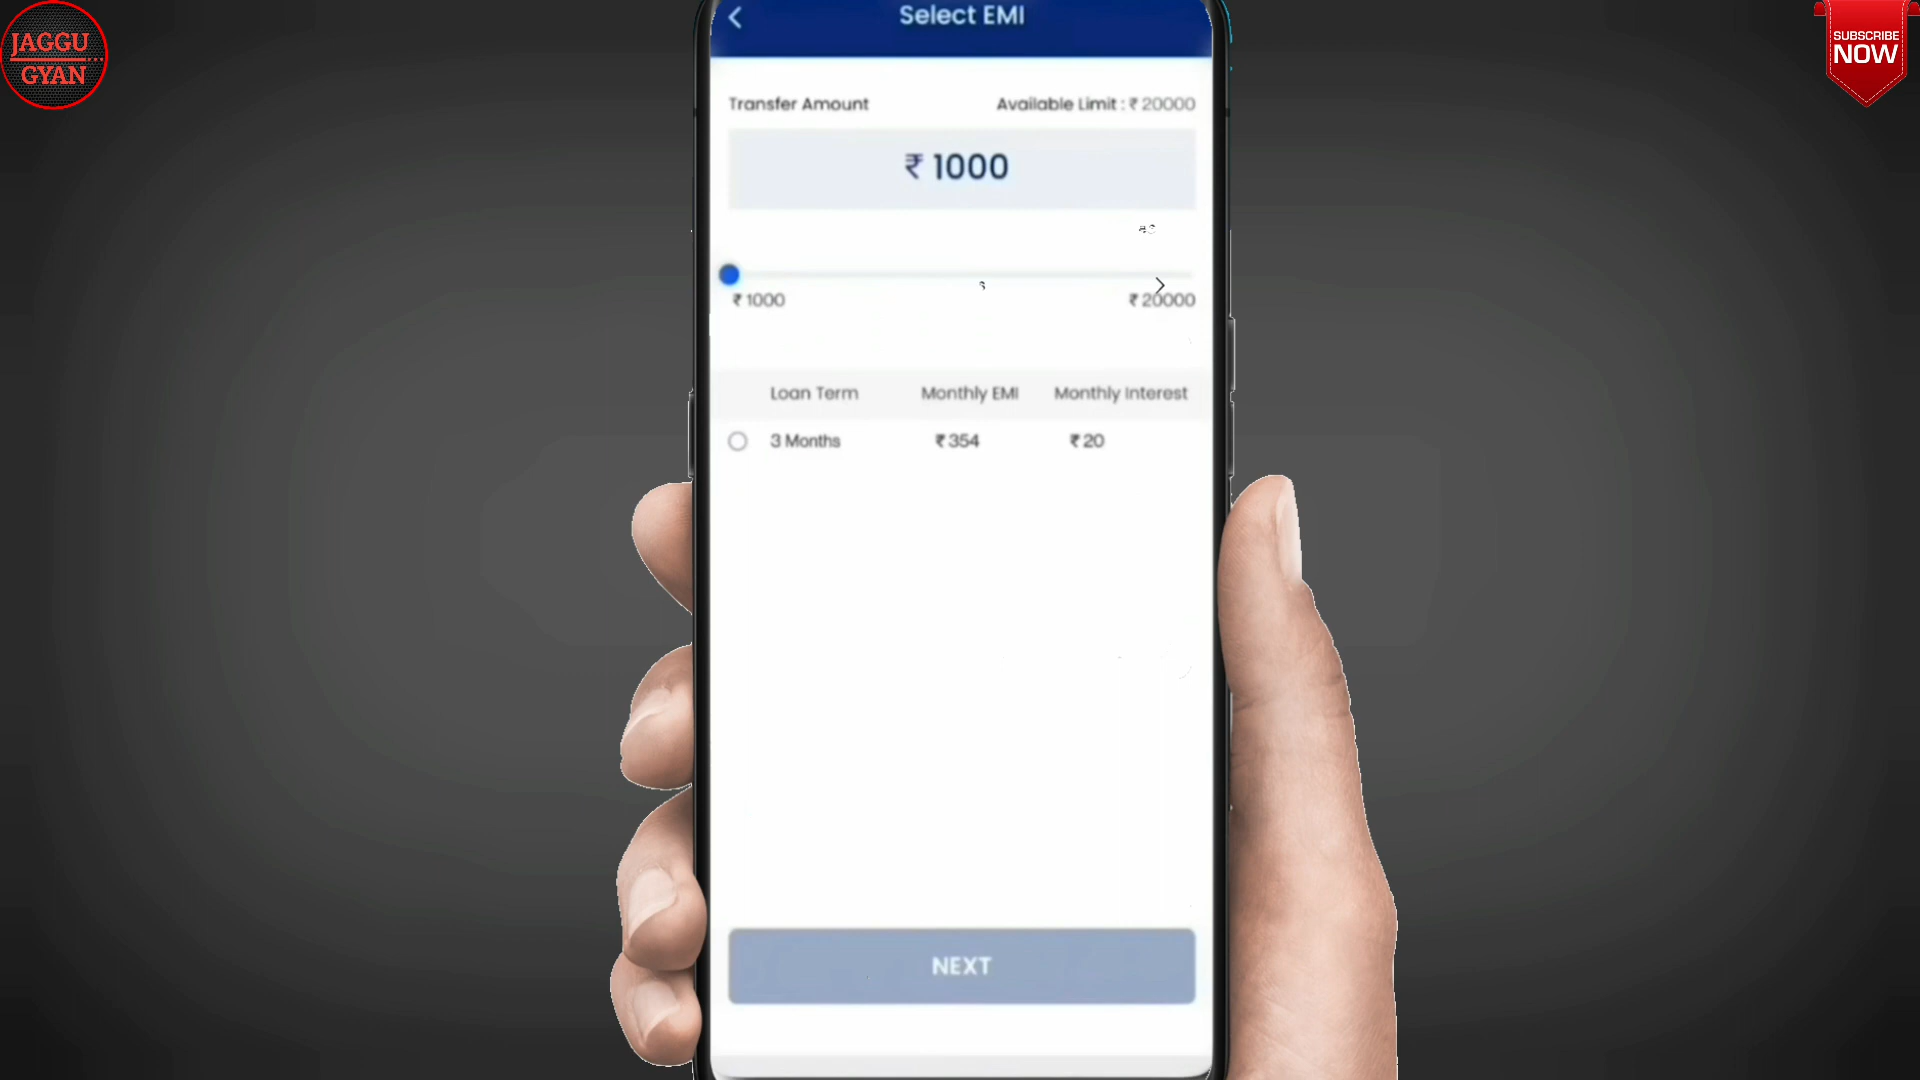 JAGGU
GYAN
SUBSCRIBE
NOW
Select EMI
Transfer Amount
Available Limit : ₹ 20000
₹ 1000
₹ 1000
₹ 20000
Loan Term Monthly EMI Monthly Interest
3 Months ₹ 354 ₹ 20
NEXT